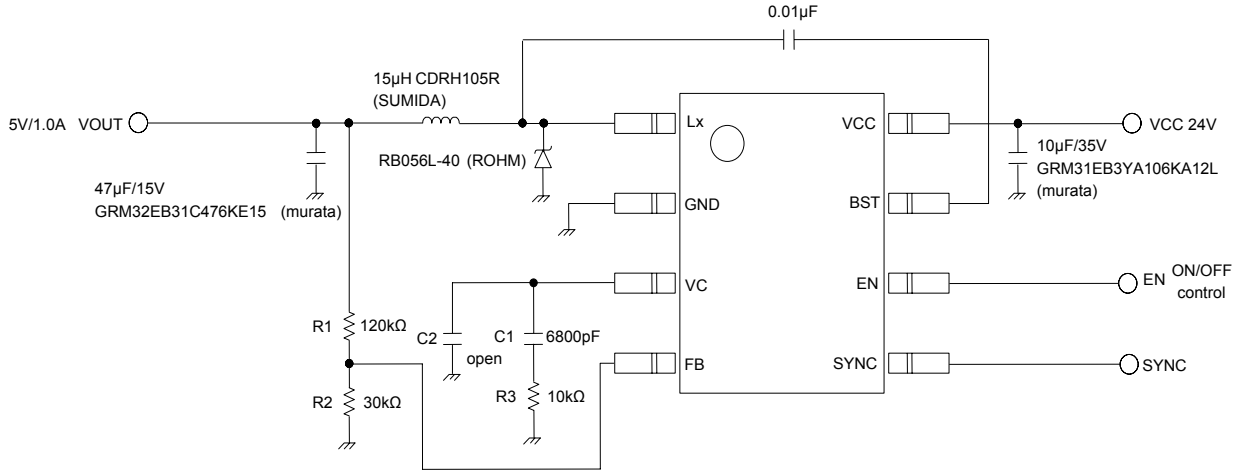 0.01µF
15µH CDRH105R
(SUMIDA)
5V/1.0A VOUT
Lx
VCC
VCC 24V
RB056L-40 (ROHM)
10µF/35V
GRM31EB3YA106KA12L
(murata)
47µF/15V
GRM32EB31C476KE15 (murata)
GND
BST
VC
EN
EN ON/OFF
control
R1 120kΩ
C2
open
C1 6800pF
FB
SYNC
SYNC
R2 30kΩ
R3 10kΩ